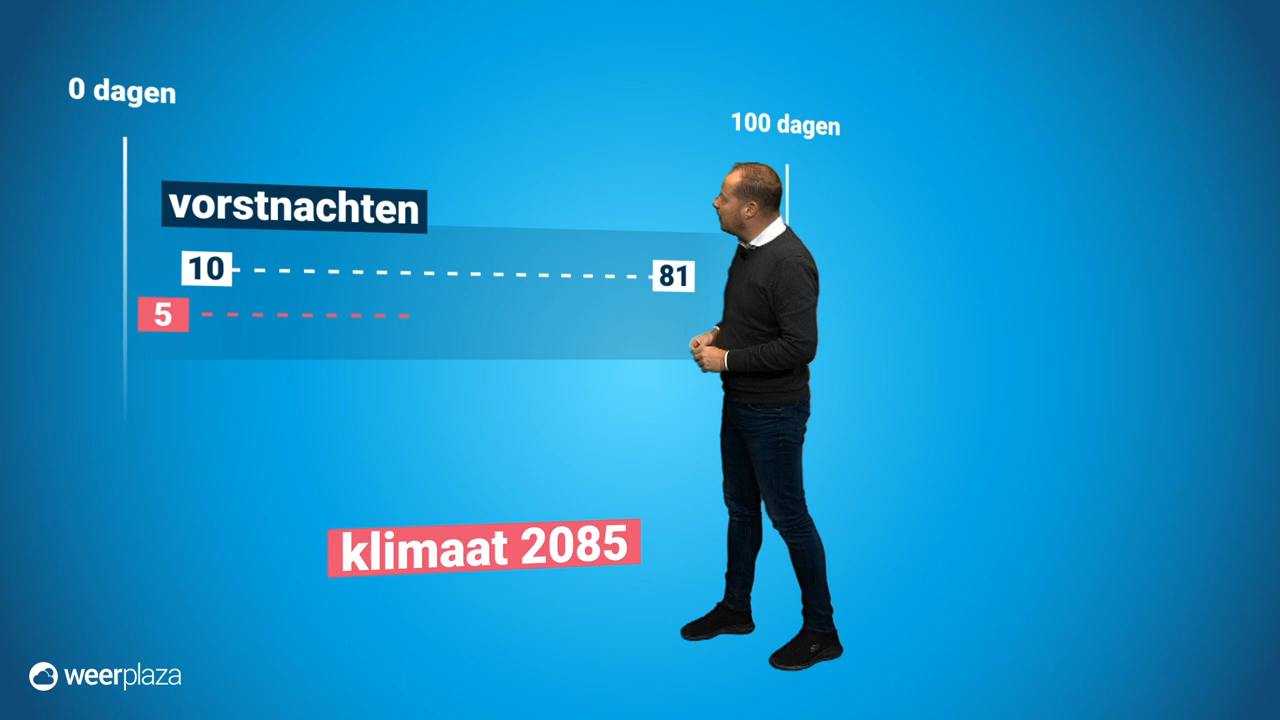 0 dagen
100 dagen
vorstnachten
10
81
5
klimaat 2085
weerplaza